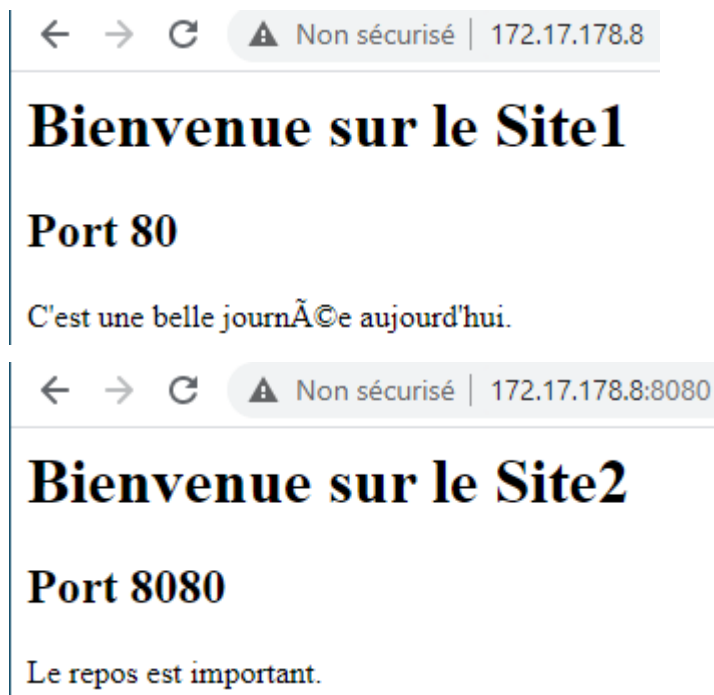 Non sécurisé | 172.17.178.8
Bienvenue sur le Site1
Port 80
C'est une belle journÃ©e aujourd'hui.
Non sécurisé | 172.17.178.8:8080
Bienvenue sur le Site2
Port 8080
Le repos est important.